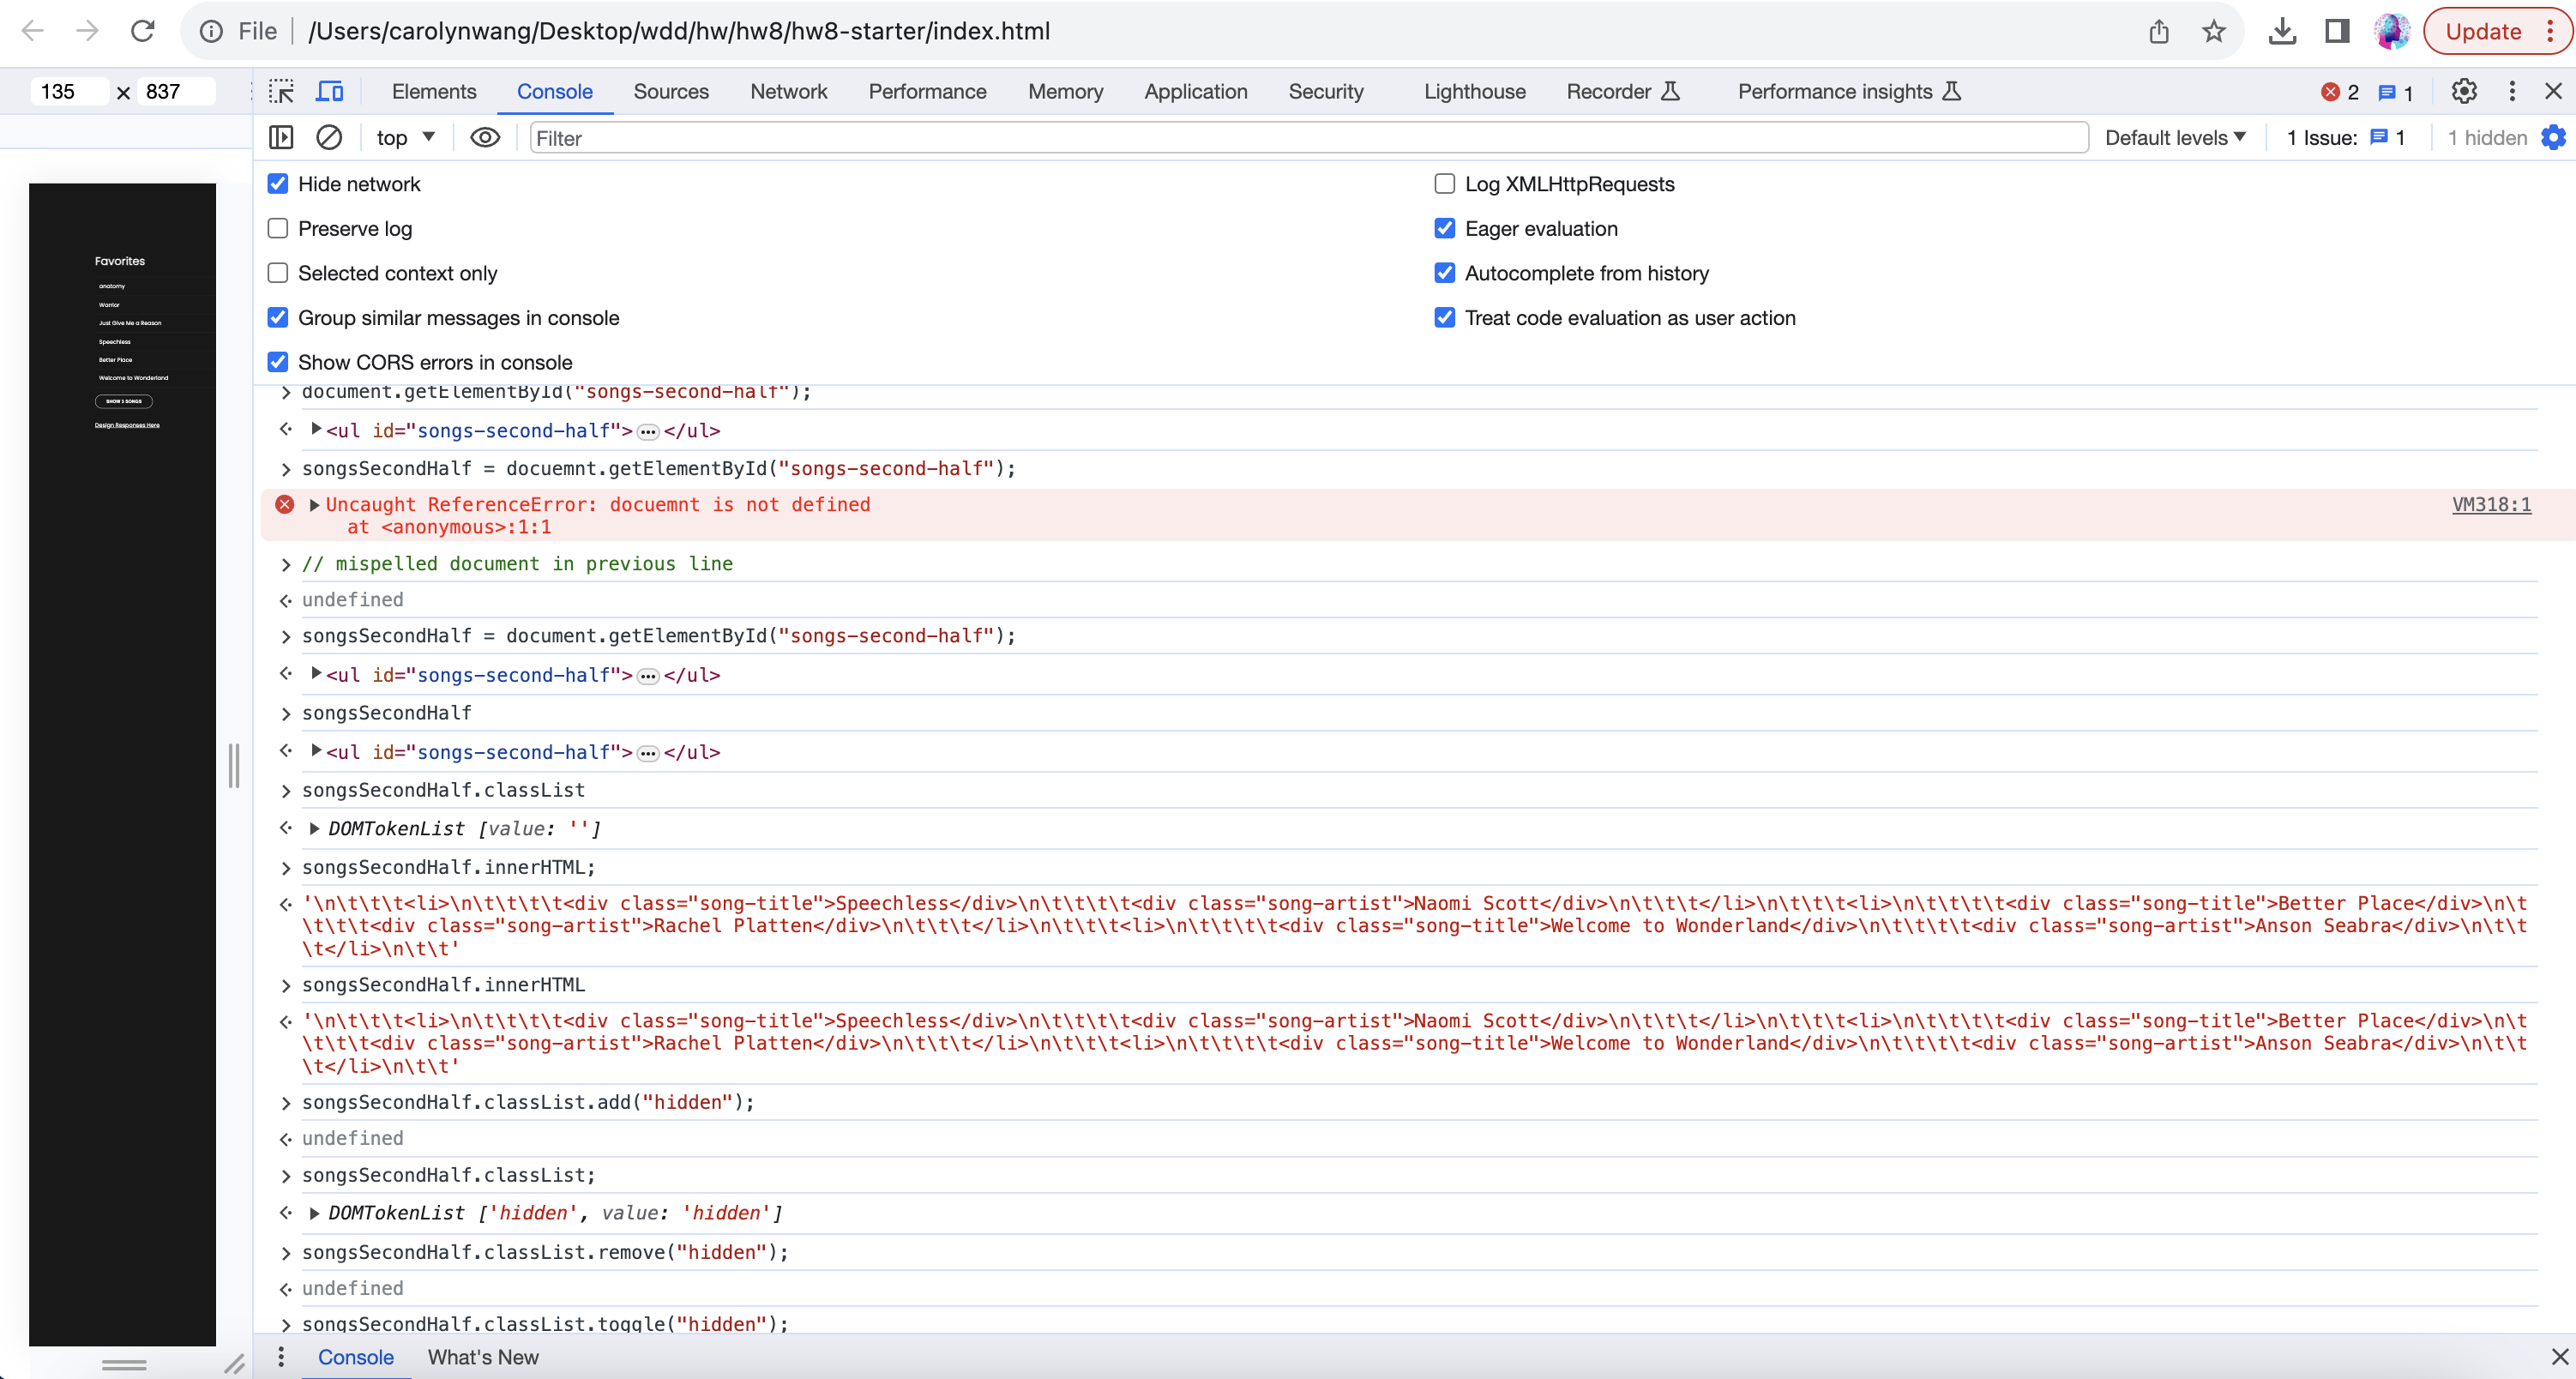 File /Users/carolynwang/Desktop/wdd/hw/hw8/hw8-starter/index.html Update
135 × 837 Elements Console Sources Network Performance Memory Application Security Lighthouse Recorder Performance insights 2 1
top Filter Default levels 1 Issue: 1 1 hidden
Hide network Log XMLHttpRequests
Preserve log Eager evaluation
Selected context only Autocomplete from history
Group similar messages in console Treat code evaluation as user action
Show CORS errors in console
Favorites
anatomy
Warrior
Just Give Me a Reason
Speechless
Better Place
Welcome to Wonderland
SHOW 3 SONGS
Design Responses Here
document.getElementById("songs-second-half");
<ul id="songs-second-half">…</ul>
songsSecondHalf = docuemnt.getElementById("songs-second-half");
Uncaught ReferenceError: docuemnt is not defined VM318:1
at <anonymous>:1:1
// mispelled document in previous line
undefined
songsSecondHalf = document.getElementById("songs-second-half");
<ul id="songs-second-half">…</ul>
songsSecondHalf
<ul id="songs-second-half">…</ul>
songsSecondHalf.classList
DOMTokenList [value: '']
songsSecondHalf.innerHTML;
'\n\t\t\t\t<li>\n\t\t\t\t\t<div class="song-title">Speechless</div>\n\t\t\t\t\t<div class="song-artist">Naomi Scott</div>\n\t\t\t\t</li>\n\t\t\t\t<li>\n\t\t\t\t\t<div class="song-title">Better Place</div>\n\t
\t\t\t\t<div class="song-artist">Rachel Platten</div>\n\t\t\t\t</li>\n\t\t\t\t<li>\n\t\t\t\t\t<div class="song-title">Welcome to Wonderland</div>\n\t\t\t\t\t<div class="song-artist">Anson Seabra</div>\n\t\t\t
\t</li>\n\t\t'
songsSecondHalf.innerHTML
'\n\t\t\t\t<li>\n\t\t\t\t\t<div class="song-title">Speechless</div>\n\t\t\t\t\t<div class="song-artist">Naomi Scott</div>\n\t\t\t\t</li>\n\t\t\t\t<li>\n\t\t\t\t\t<div class="song-title">Better Place</div>\n\t
\t\t\t\t<div class="song-artist">Rachel Platten</div>\n\t\t\t\t</li>\n\t\t\t\t<li>\n\t\t\t\t\t<div class="song-title">Welcome to Wonderland</div>\n\t\t\t\t\t<div class="song-artist">Anson Seabra</div>\n\t\t\t
\t</li>\n\t\t'
songsSecondHalf.classList.add("hidden");
undefined
songsSecondHalf.classList;
DOMTokenList ['hidden', value: 'hidden']
songsSecondHalf.classList.remove("hidden");
undefined
songsSecondHalf.classList.toggle("hidden");
Console What's New